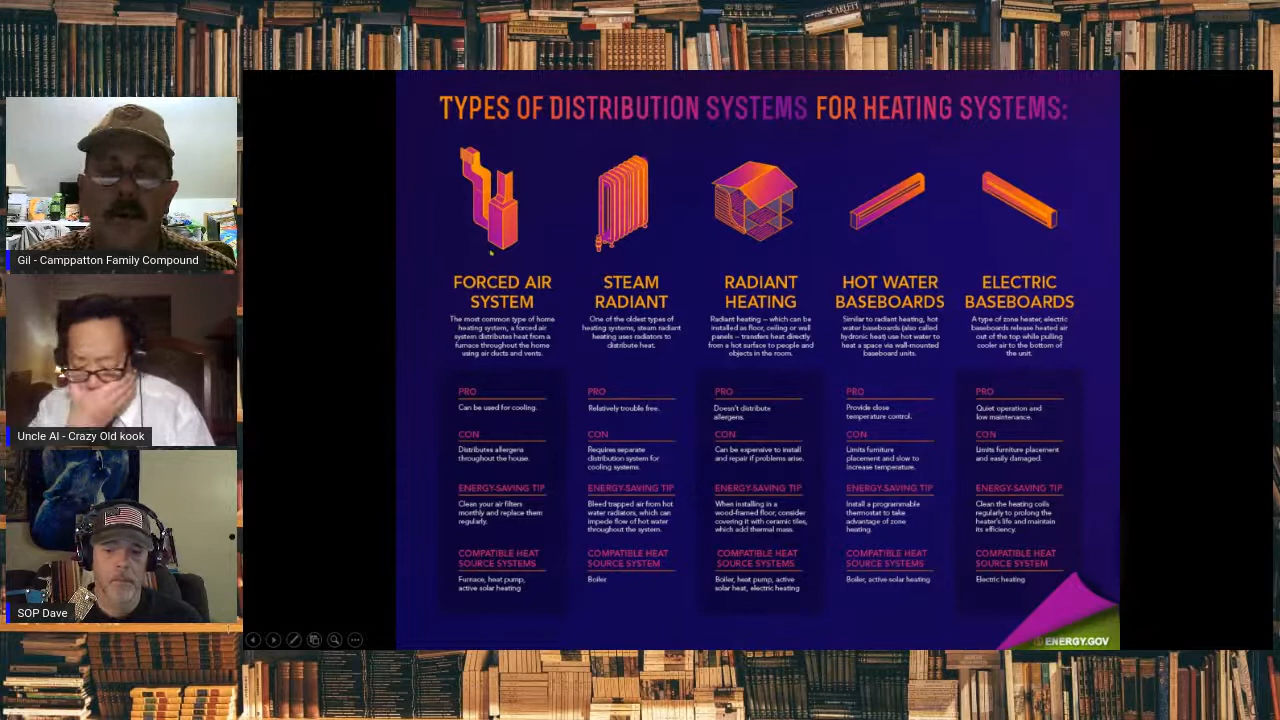 Gil - Camppatton Family Compound
Uncle Al - Crazy Old kook
SOP Dave
TYPES OF DISTRIBUTION SYSTEMS FOR HEATING SYSTEMS:
FORCED AIR
SYSTEM
The most common type of home
heating system, a forced air
system distributes heat from a
furnace throughout the home
using air ducts and vents.
PRO
Can be used for cooling.
CON
Distributes allergens
throughout the house.
ENERGY-SAVING TIP
Clean your air filters
monthly and replace them
regularly.
COMPATIBLE HEAT
SOURCE SYSTEMS
Furnace, heat pump,
active solar heating
STEAM
RADIANT
One of the oldest types of
heating systems, steam radiant
heating uses radiators to
distribute heat.
PRO
Relatively trouble free.
CON
Requires separate
distribution system for
cooling systems.
ENERGY-SAVING TIP
Bleed trapped air from hot
water radiators, which can
impede flow of hot water
throughout the system.
COMPATIBLE HEAT
SOURCE SYSTEM
Boiler
RADIANT
HEATING
Radiant heating – which can be
installed as floor, ceiling or wall
panels – transfers heat directly
from a hot surface to people and
objects in the room.
PRO
Doesn't distribute
allergens.
CON
Can be expensive to install
and repair if problems arise.
ENERGY-SAVING TIP
When installing in a
wood-framed floor, consider
covering it with ceramic tiles,
which add thermal mass.
COMPATIBLE HEAT
SOURCE SYSTEMS
Boiler, heat pump, active
solar heat, electric heating
HOT WATER
BASEBOARDS
Similar to radiant heating, hot
water baseboards (also called
hydronic heat) use hot water to
heat a space via wall-mounted
baseboard units.
PRO
Provide close
temperature control.
CON
Limits furniture
placement and slow to
increase temperature.
ENERGY-SAVING TIP
Install a programmable
thermostat to take
advantage of zone
heating.
COMPATIBLE HEAT
SOURCE SYSTEMS
Boiler, active solar heating
ELECTRIC
BASEBOARDS
A type of zone heater, electric
baseboards release heated air
out of the top while pulling
cooler air to the bottom of
the unit.
PRO
Quiet operation and
low maintenance.
CON
Limits furniture placement
and easily damaged.
ENERGY-SAVING TIP
Clean the heating coils
regularly to prolong the
heater's life and maintain
its efficiency.
COMPATIBLE HEAT
SOURCE SYSTEM
Electric heating
ENERGY.GOV
SCARLETT